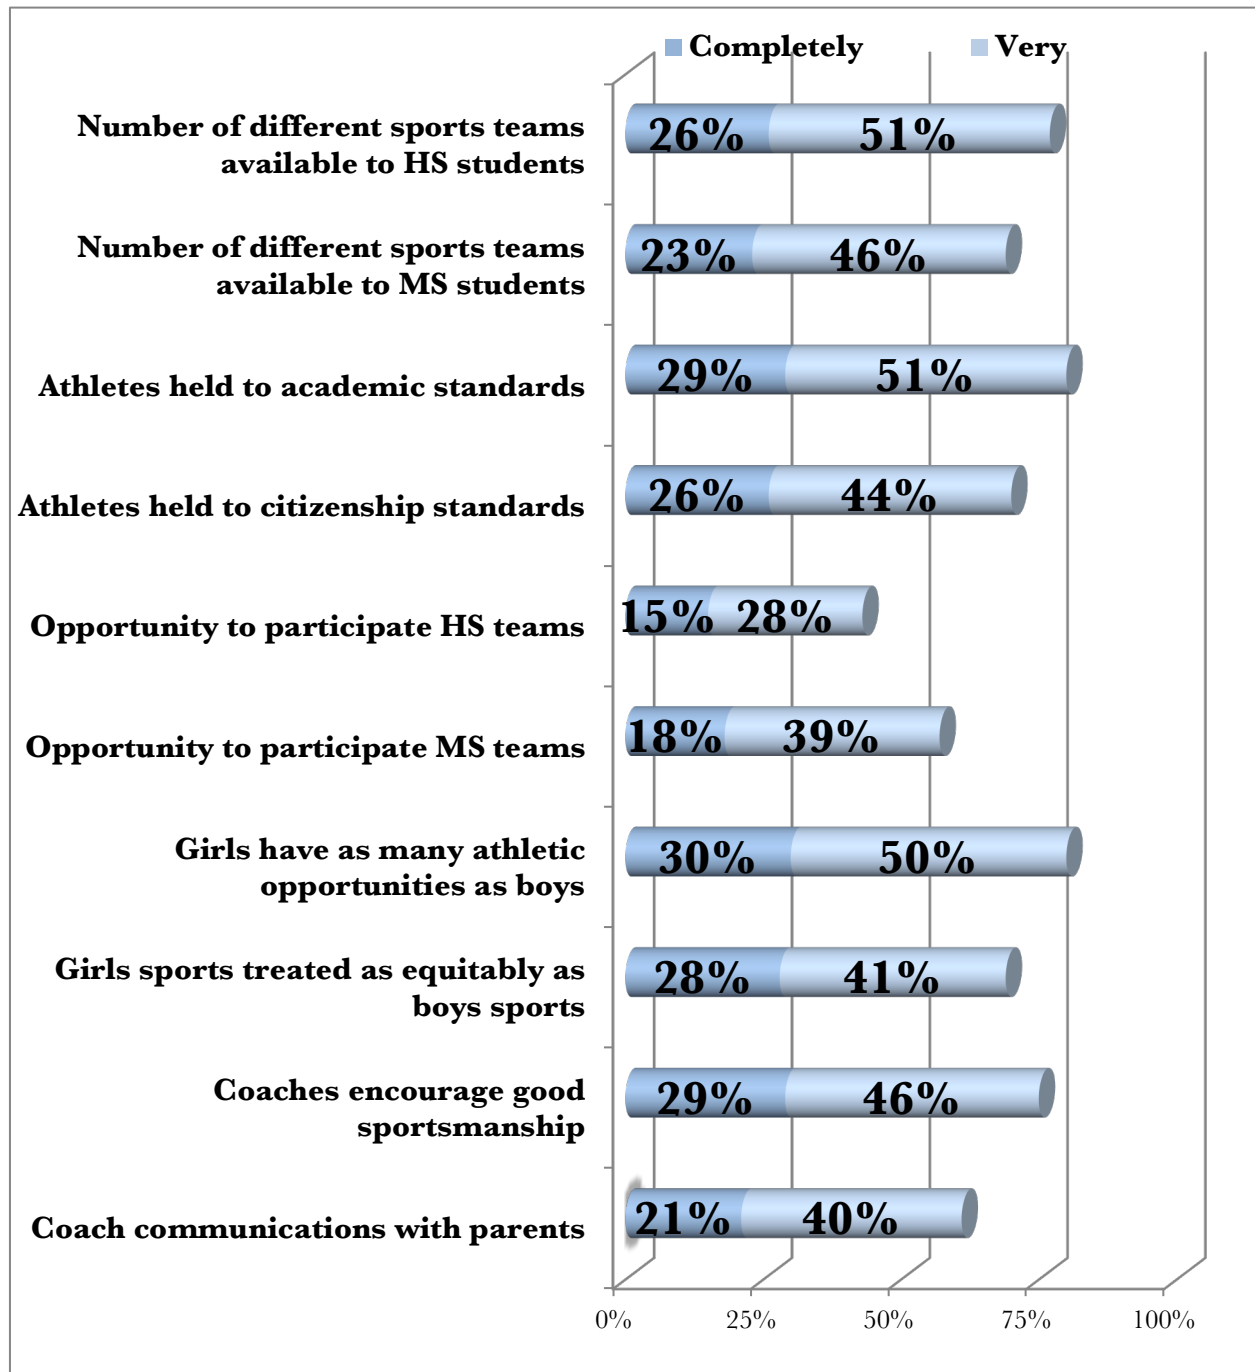 Completely Very
Number of different sports teams
available to HS students
26% 51%
Number of different sports teams
available to MS students
23% 46%
Athletes held to academic standards
29% 51%
Athletes held to citizenship standards
26% 44%
Opportunity to participate HS teams
15% 28%
Opportunity to participate MS teams
18% 39%
Girls have as many athletic
opportunities as boys
30% 50%
Girls sports treated as equitably as
boys sports
28% 41%
Coaches encourage good
sportsmanship
29% 46%
Coach communications with parents
21% 40%
0% 25% 50% 75% 100%